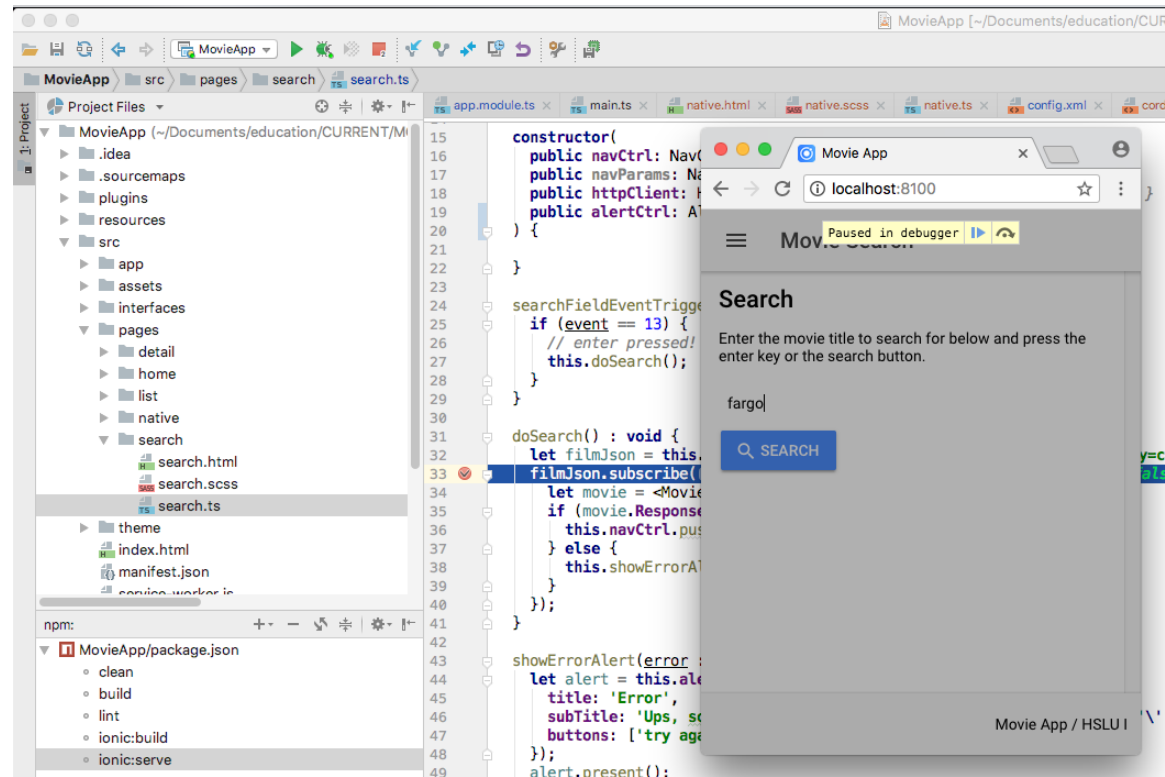 MovieApp [~/Documents/education/CUR
MovieApp
MovieApp src pages search search.ts
1: Project
Project Files
app.module.ts main.ts native.html native.scss native.ts config.xml
MovieApp (~/Documents/education/CURRENT/M
.idea
.sourcemaps
plugins
resources
src
app
assets
interfaces
pages
detail
home
list
native
search
search.html
search.scss
search.ts
theme
index.html
manifest.json
service-worker.js
npm:
MovieApp/package.json
clean
build
lint
ionic:build
ionic:serve
15 constructor(
16 public navCtrl: Nav
17 public navParams: Na
18 public httpClient: H
19 public alertCtrl: Al
20 ) {
21
22 }
23
24 searchFieldEventTrigge
25 if (event == 13) {
26 // enter pressed!
27 this.doSearch();
28 }
29 }
30
31 doSearch() : void {
32 let filmJson = this.
33 filmJson.subscribe(
34 let movie = <Movie
35 if (movie.Response
36 this.navCtrl.pus
37 } else {
38 this.showErrorAl
39 }
40 });
41 }
42
43 showErrorAlert(error :
44 let alert = this.ale
45 title: 'Error',
46 subTitle: 'Ups, so
47 buttons: ['try aga
48 });
49 alert.present();
}
y=c
als
'\'
Movie App
localhost:8100
Paused in debugger
Movie Search
Search
Enter the movie title to search for below and press the
enter key or the search button.
fargo
SEARCH
Movie App / HSLU I